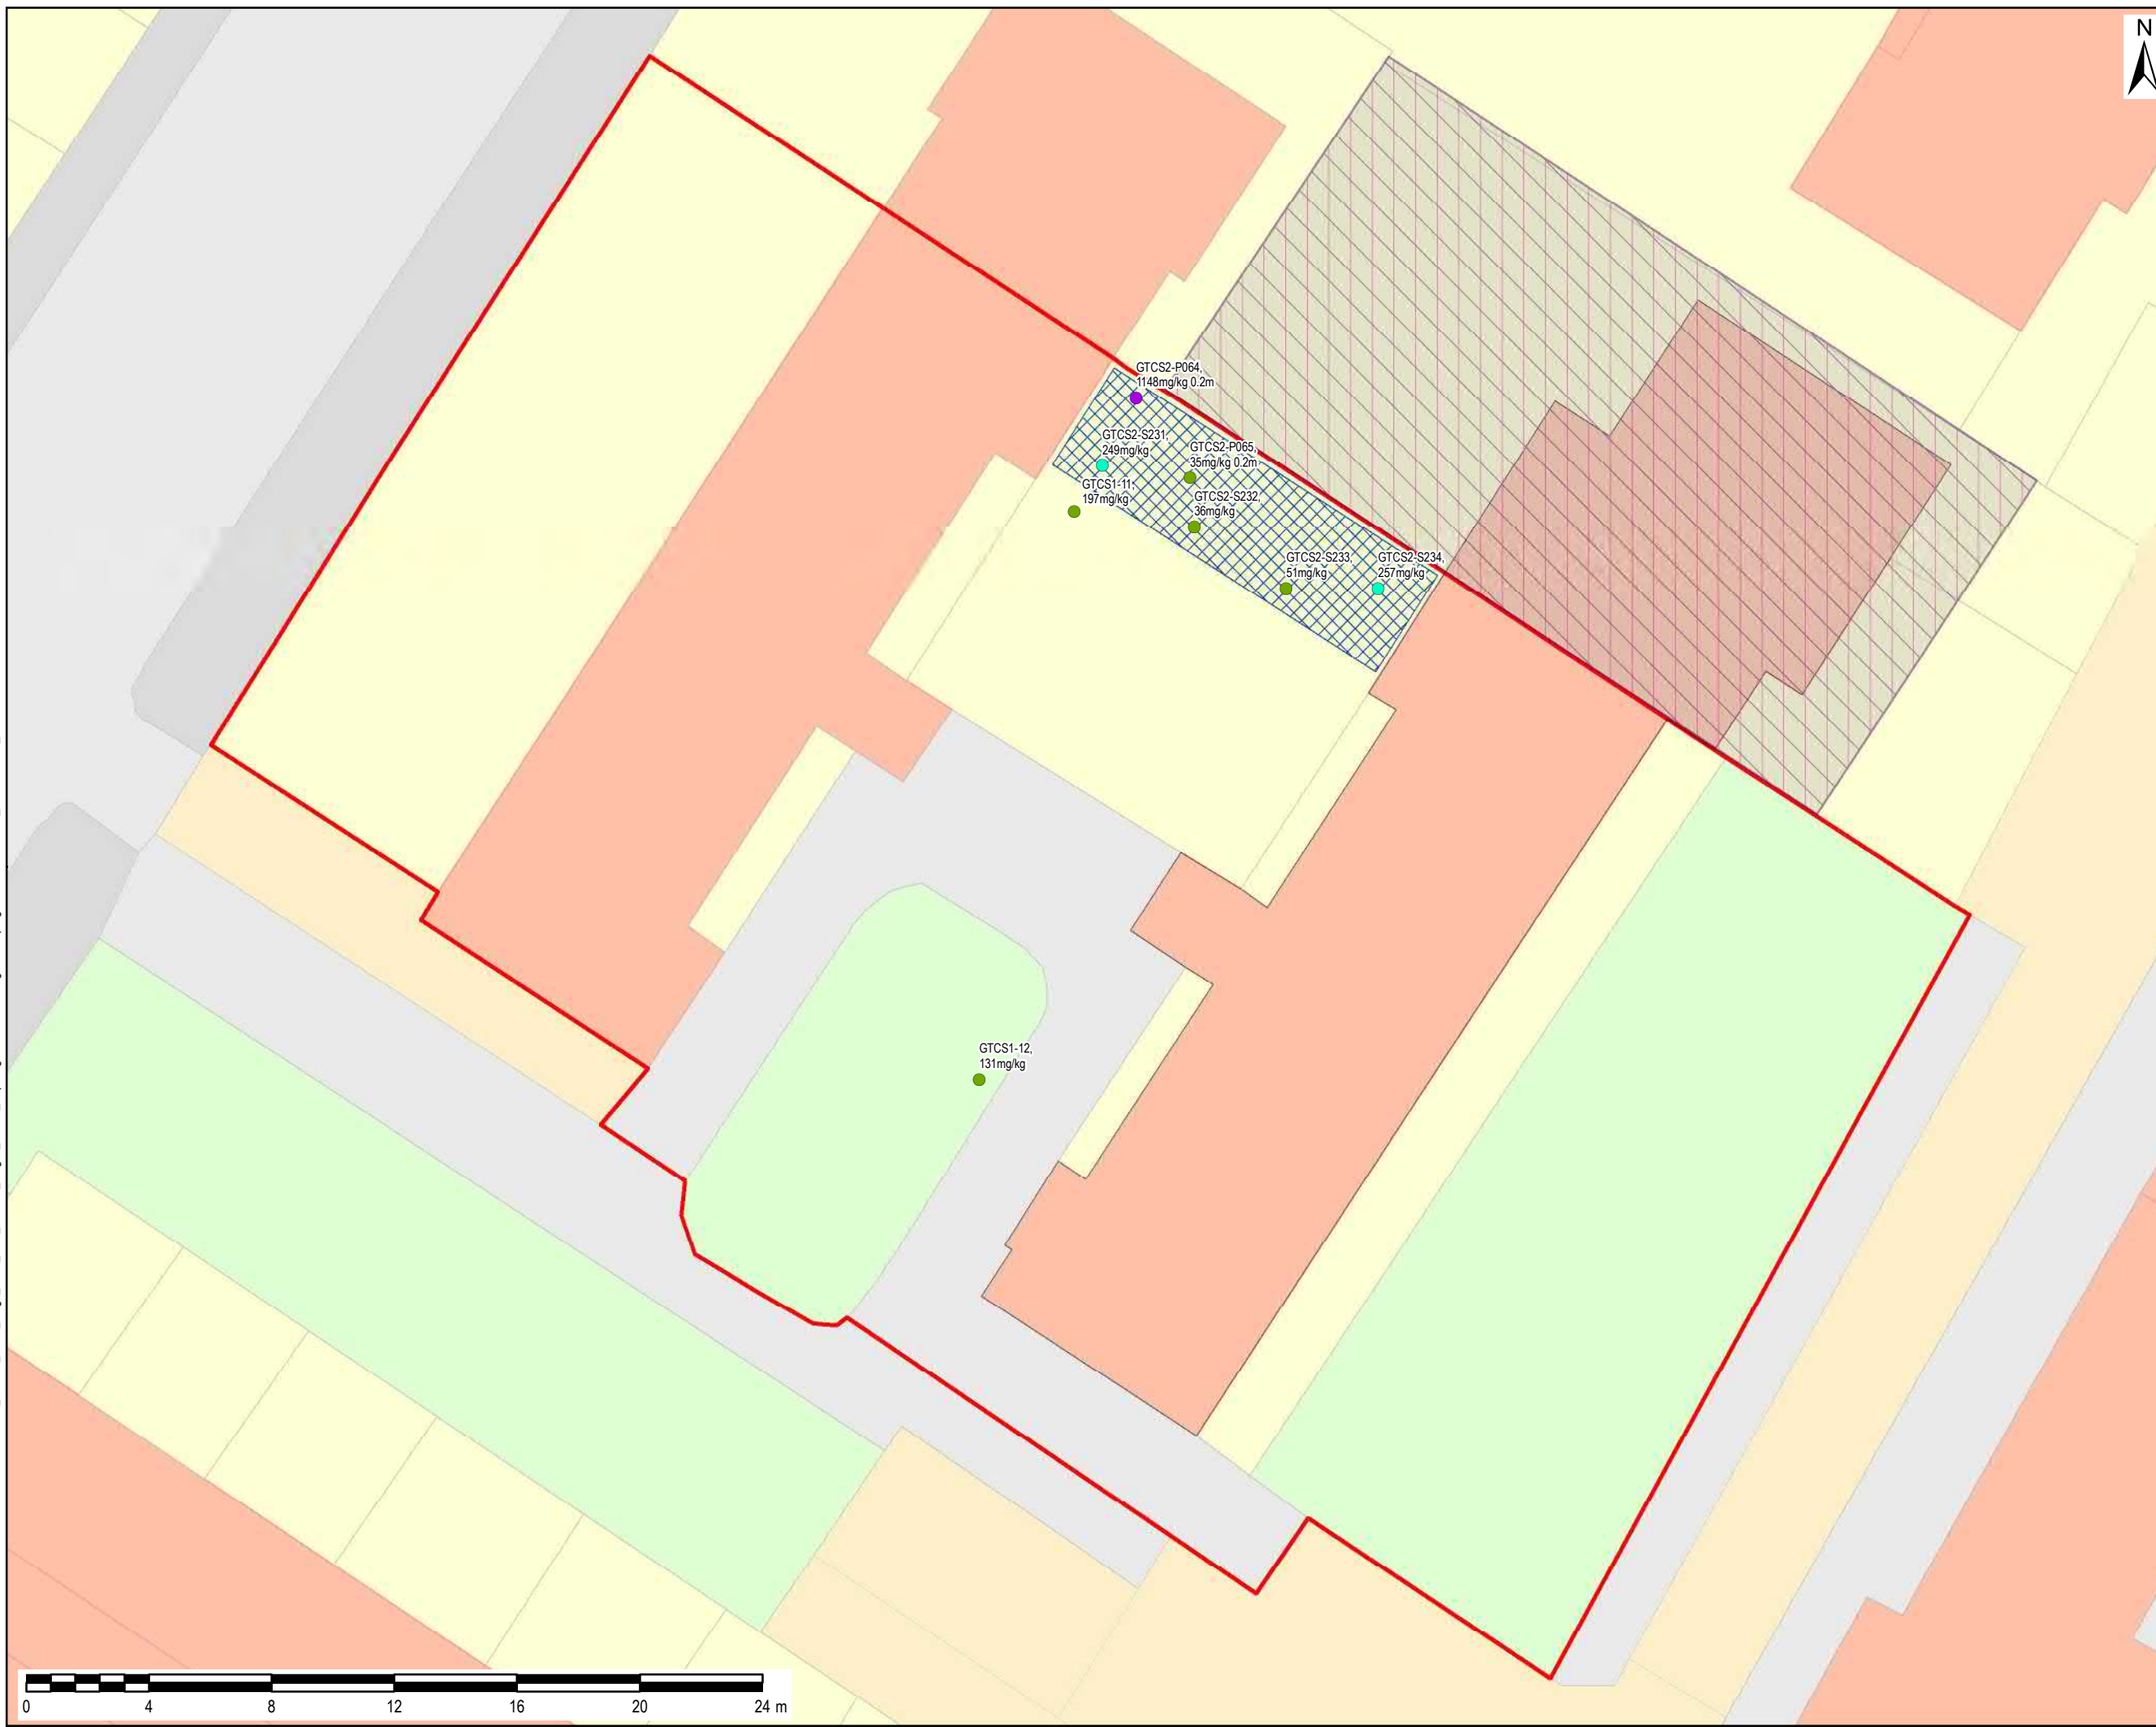 N
GTCS2-P064,
1148mg/kg 0.2m
GTCS2-S231,
249mg/kg
GTCS2-P065,
35mg/kg 0.2m
GTCS1-11,
197mg/kg
GTCS2-S232,
36mg/kg
GTCS2-S233,
51mg/kg
GTCS2-S234,
257mg/kg
GTCS1-12,
131mg/kg
0 4 8 12 16 20 24 m